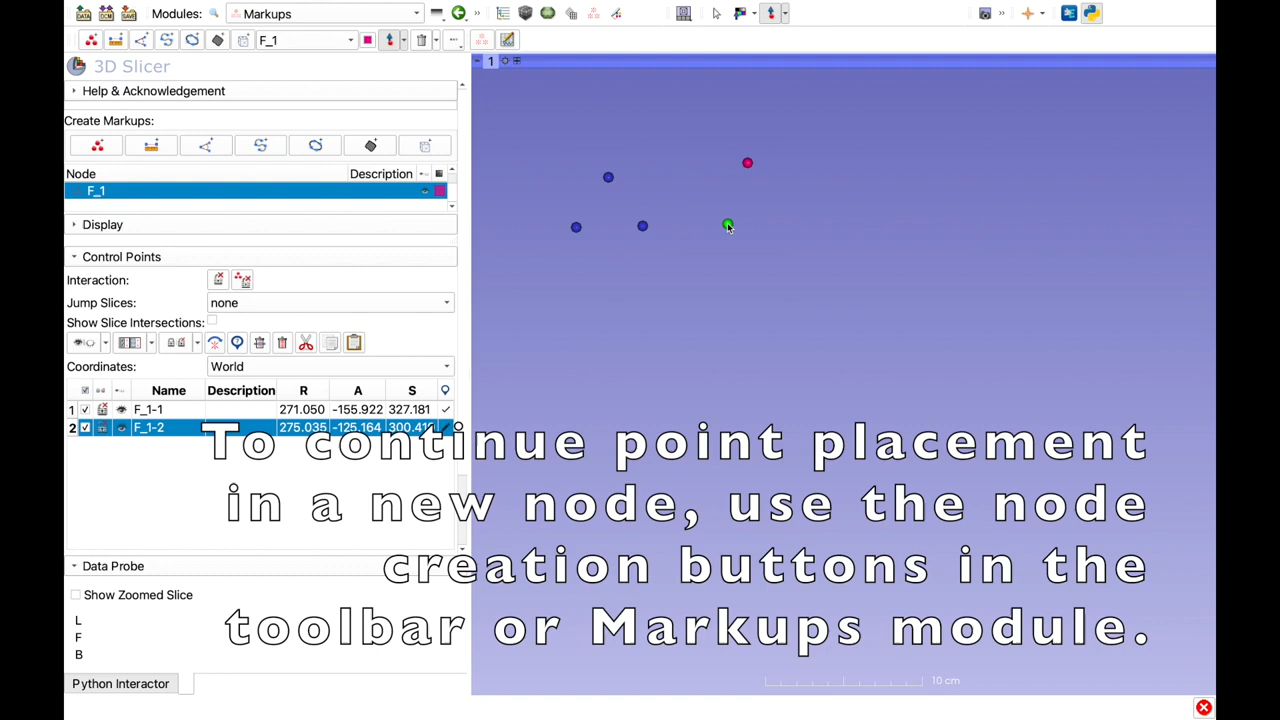 Modules: Markups
F_1
1
3D Slicer
Help & Acknowledgement
Create Markups:
Node Description
F_1
Display
Control Points
Interaction:
Jump Slices: none
Show Slice Intersections:
Coordinates: World
Name Description R A S
1 F_1-1 271.050 -155.922 327.181
2 F_1-2 275.035 -125.164
To continue point placement
in a new node, use the node
creation buttons in the
toolbar or Markups module.
Data Probe
Show Zoomed Slice
L
F
B
Python Interactor
10 cm